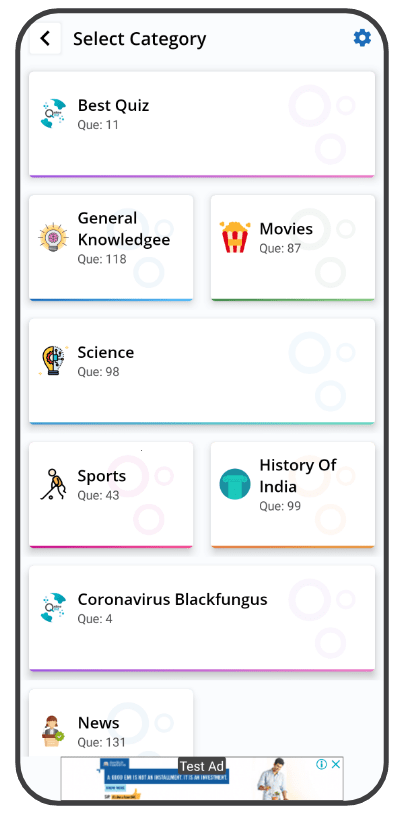 Select Category
Best Quiz
Que: 11
General
Knowledgee
Que: 118
Movies
Que: 87
Science
Que: 98
Sports
Que: 43
History Of
India
Que: 99
Coronavirus Blackfungus
Que: 4
News
Que: 131
Test Ad
A GOOD EMI IS NOT AN INSTALLMENT, IT IS AN INVESTMENT.